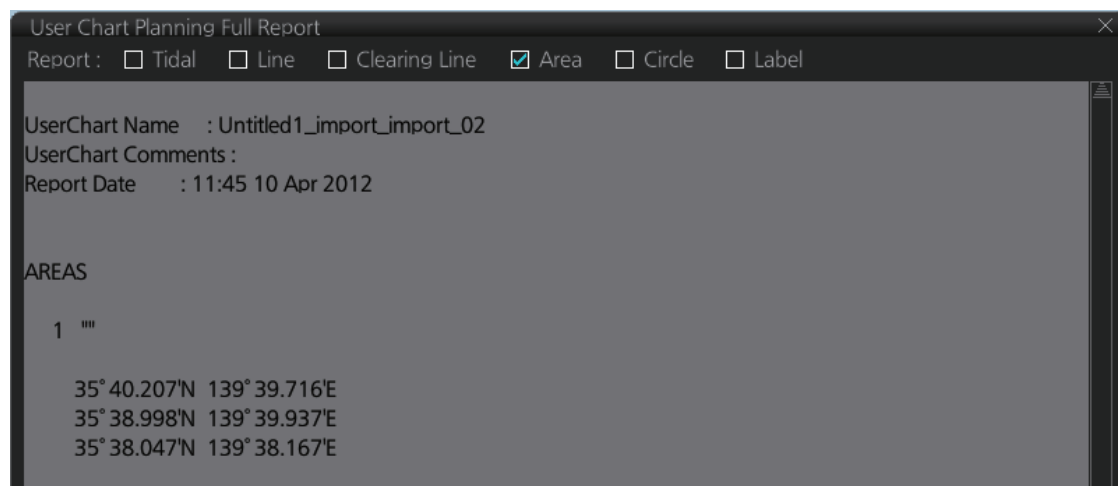 User Chart Planning Full Report
Report : Tidal Line Clearing Line Area Circle Label
UserChart Name : Untitled1_import_import_02
UserChart Comments :
Report Date : 11:45 10 Apr 2012
AREAS
1 ""
35°40.207'N 139°39.716'E
35°38.998'N 139°39.937'E
35°38.047'N 139°38.167'E